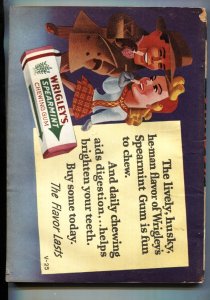 WRIGLEY'S
SPEARMINT
CHEWING GUM
The lively, husky,
he-man flavor of Wrigley's
Spearmint Gum is fun
to chew.
And daily chewing
aids digestion...helps
brighten your teeth.
Buy some today.
The Flavor Lasts
V-25